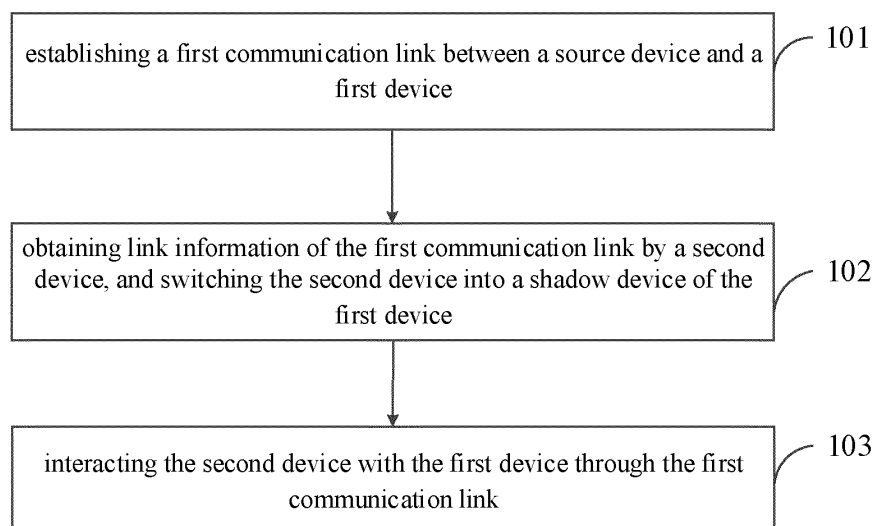 establishing a first communication link between a source device and a
first device
101
obtaining link information of the first communication link by a second
device, and switching the second device into a shadow device of the
first device
102
interacting the second device with the first device through the first
communication link
103